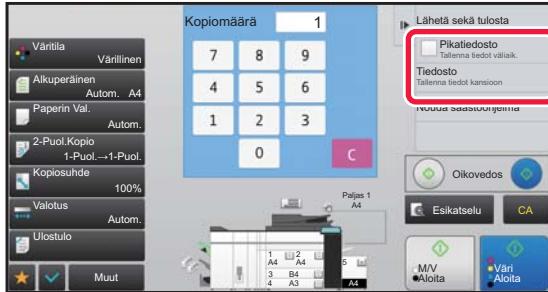 Kopiomäärä
1
Lähetä sekä tulosta
Pikatiedosto
Tallenna tiedot väliaik.
Tiedosto
Tallenna tiedot kansioon
Nouda säästöohjelma
Väritila
Värillinen
Alkuperäinen
Autom. A4
Paperin Val.
Autom.
2-Puol.Kopio
1-Puol.→1-Puol.
Kopiosuhde
100%
Valotus
Autom.
Ulostulo
Muut
7 8 9
4 5 6
1 2 3
0 C
Paljas 1
A4
1 A4
2 A4
3 B4
4 A3
5
A4
Oikovedos
Esikatselu
CA
M/V
Aloita
Väri
Aloita